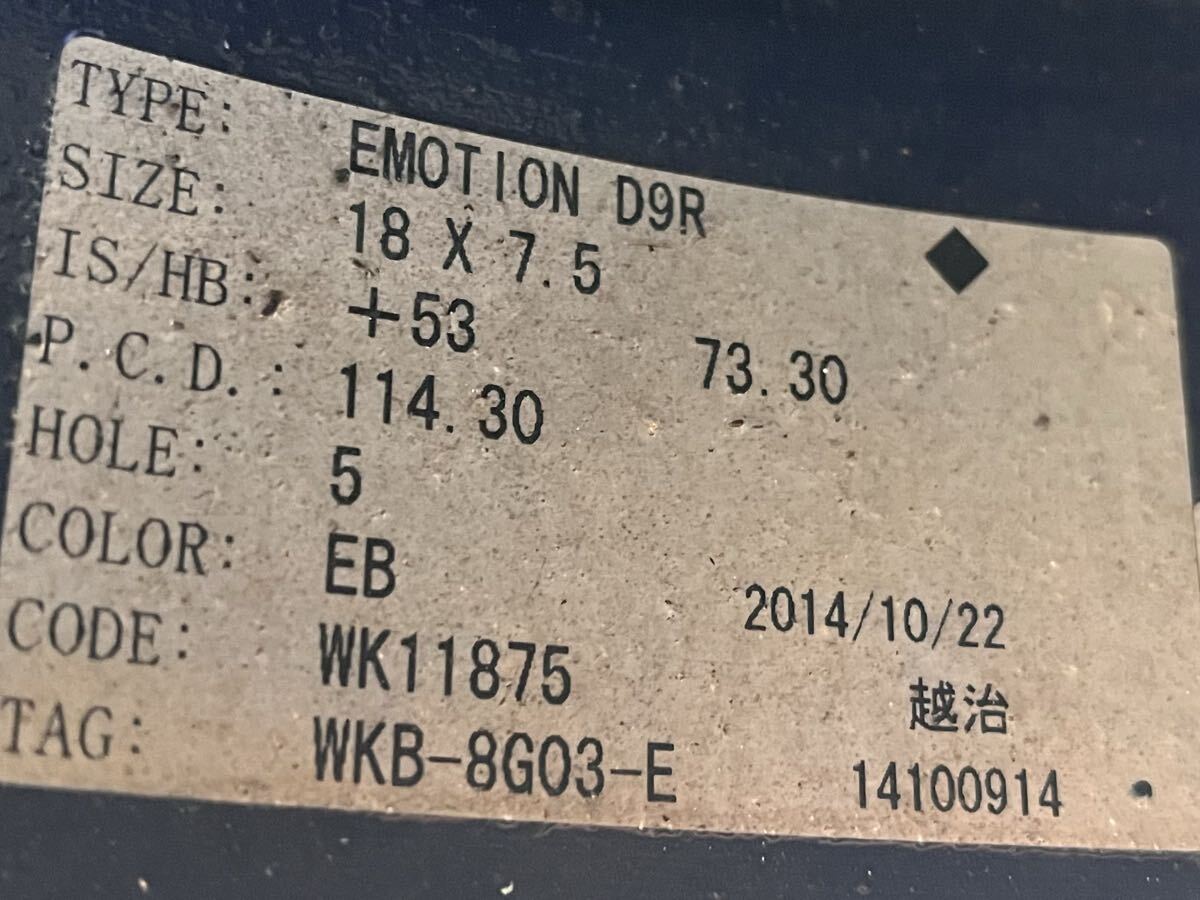 TYPE: EMOTION D9R
SIZE: 18 X 7.5
IS/HB: +53 73.30
P.C.D.: 114.30
HOLE: 5
COLOR: EB 2014/10/22
CODE: WK11875 越治
TAG: WKB-8G03-E 14100914